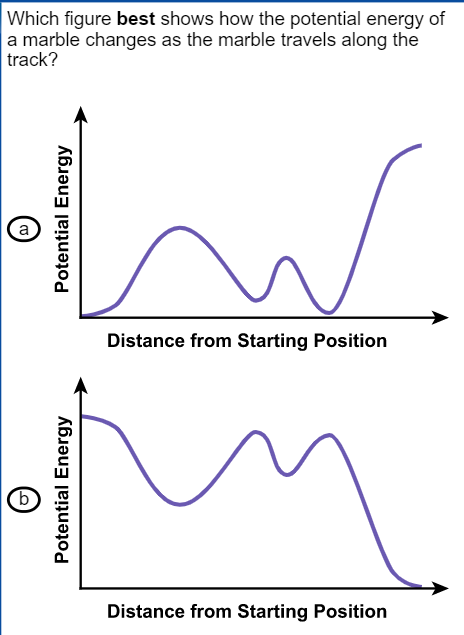 Which figure best shows how the potential energy of
a marble changes as the marble travels along the
track?
a
Potential Energy
Distance from Starting Position
b
Potential Energy
Distance from Starting Position